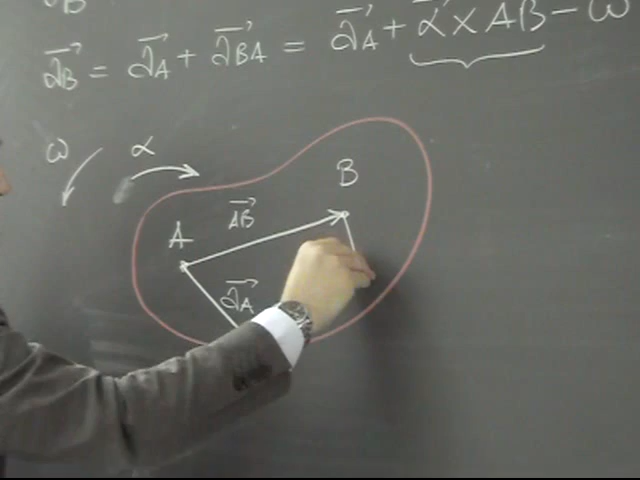 a⃗B = a⃗A + a⃗BA = a⃗A + α⃗ × AB − ω
ω α
B
AB⃗
A
a⃗A